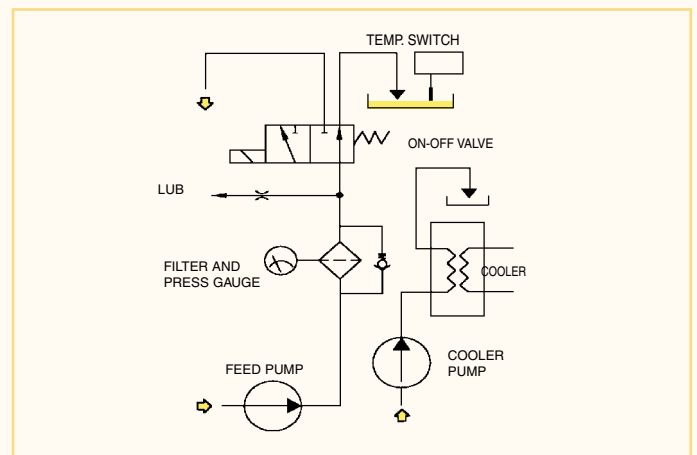 TEMP. SWITCH
ON-OFF VALVE
LUB
FILTER AND
PRESS GAUGE
COOLER
FEED PUMP
COOLER
PUMP